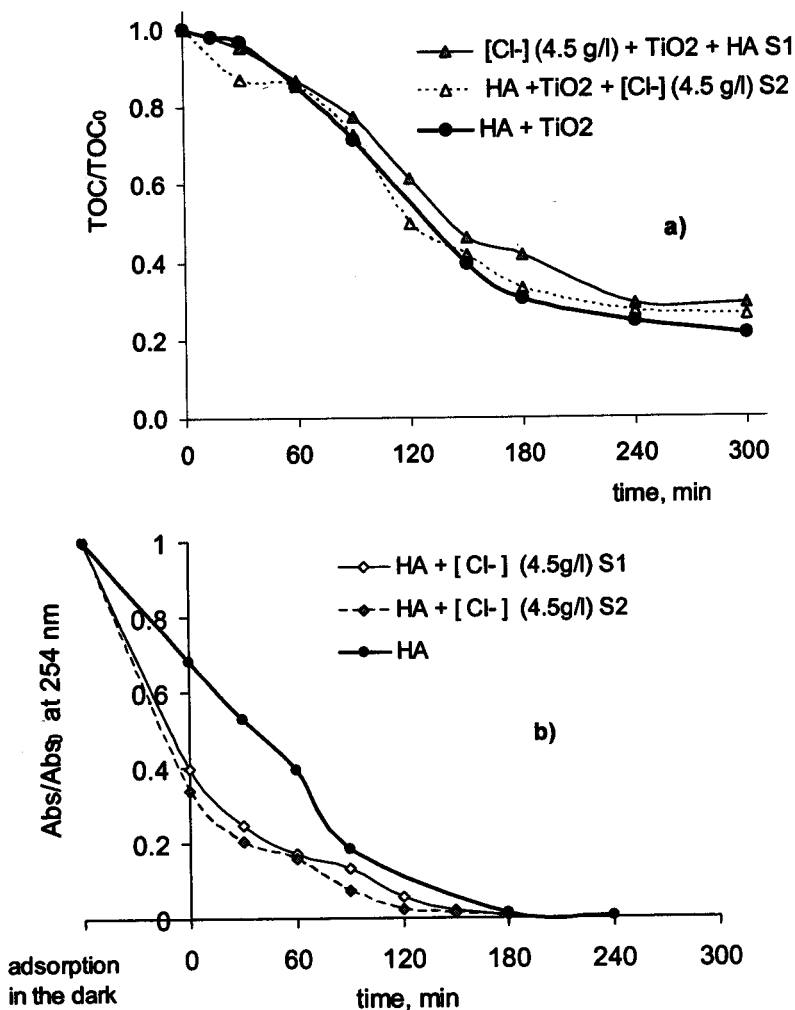 1.0
0.8
0.6
0.4
0.2
0.0
TOC/TOC0
[Cl-] (4.5 g/l) + TiO2 + HA S1
HA +TiO2 + [Cl-] (4.5 g/l) S2
HA + TiO2
a)
0 60 120 180 240 300
time, min
1
0.8
0.6
0.4
0.2
0
Abs/Abs0 at 254 nm
HA + [ Cl- ] (4.5g/l) S1
HA + [ Cl- ] (4.5g/l) S2
HA
b)
0 60 120 180 240 300
adsorption
in the dark
time, min